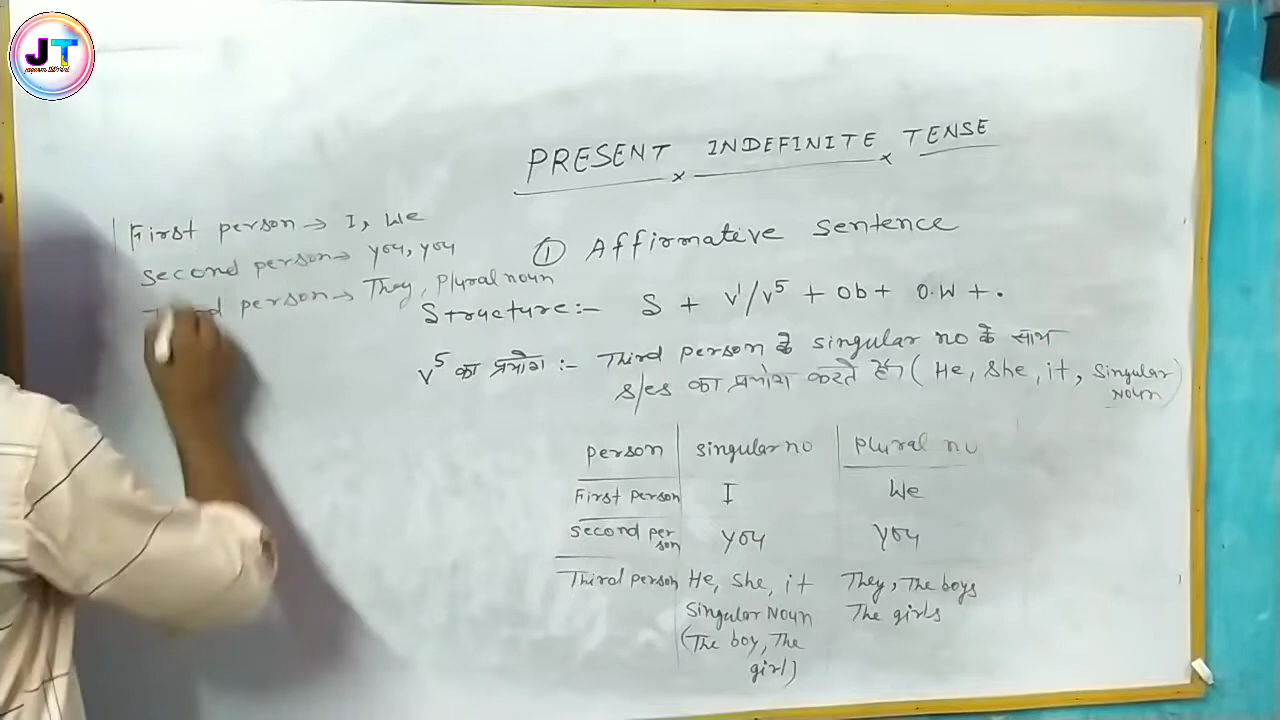 JT
PRESENT INDEFINITE TENSE
First person → I, We
Second person → you, you
person → They, Plural noun
① Affirmative sentence
Structure:- S + V¹/V⁵ + Ob + O.W + .
V⁵ का प्रयोग :- Third person के singular no के साथ
s/es का प्रयोग करते हैं। ( He, She, it, Singular Noun )
person singular no Plural no
First person I We
Second person you you
Third person He, She, it They, The boys
Singular Noun The girls
(The boy, The
girl)